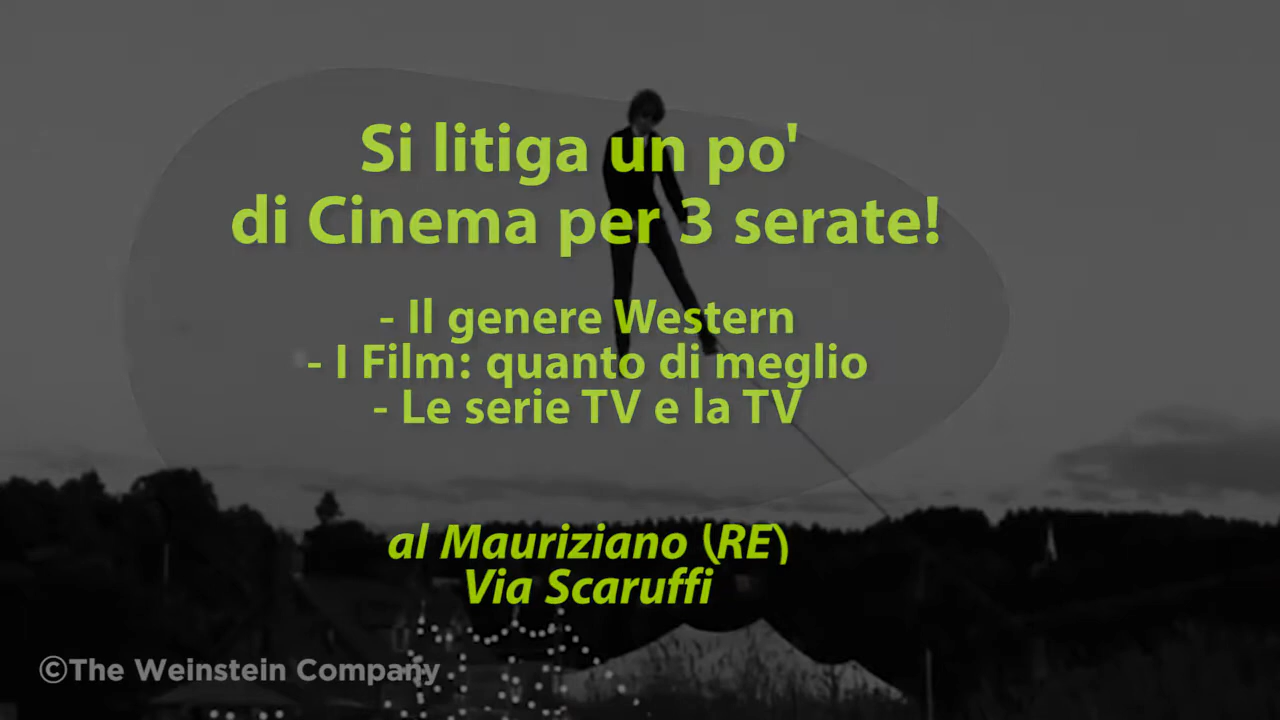 Si litiga un po'
di Cinema per 3 serate!
- Il genere Western
- I Film: quanto di meglio
- Le serie TV e la TV
al Mauriziano (RE)
Via Scaruffi
©The Weinstein Company